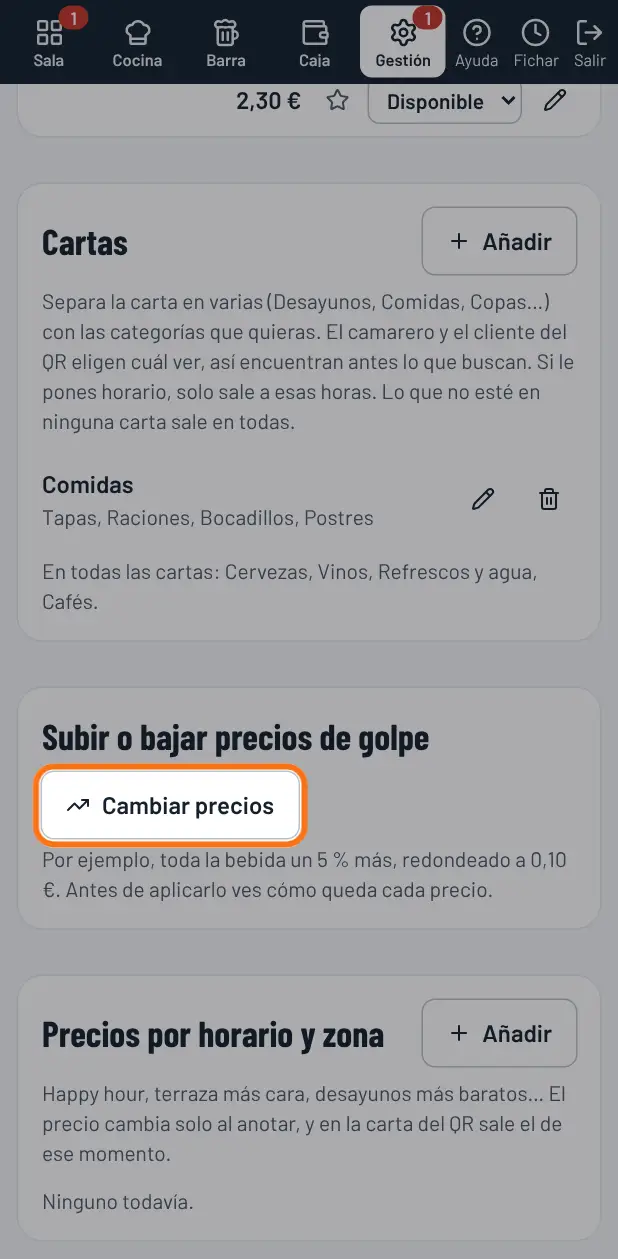 1
1
Sala
Cocina
Barra
Caja
Gestión
Ayuda
Fichar
Salir
2,30 €
Disponible
Cartas
+ Añadir
Separa la carta en varias (Desayunos, Comidas, Copas...)
con las categorías que quieras. El camarero y el cliente del
QR eligen cuál ver, así encuentran antes lo que buscan. Si le
pones horario, solo sale a esas horas. Lo que no esté en
ninguna carta sale en todas.
Comidas
Tapas, Raciones, Bocadillos, Postres
En todas las cartas: Cervezas, Vinos, Refrescos y agua,
Cafés.
Subir o bajar precios de golpe
Cambiar precios
Por ejemplo, toda la bebida un 5 % más, redondeado a 0,10
€. Antes de aplicarlo ves cómo queda cada precio.
Precios por horario y zona
+ Añadir
Happy hour, terraza más cara, desayunos más baratos... El
precio cambia solo al anotar, y en la carta del QR sale el de
ese momento.
Ninguno todavía.